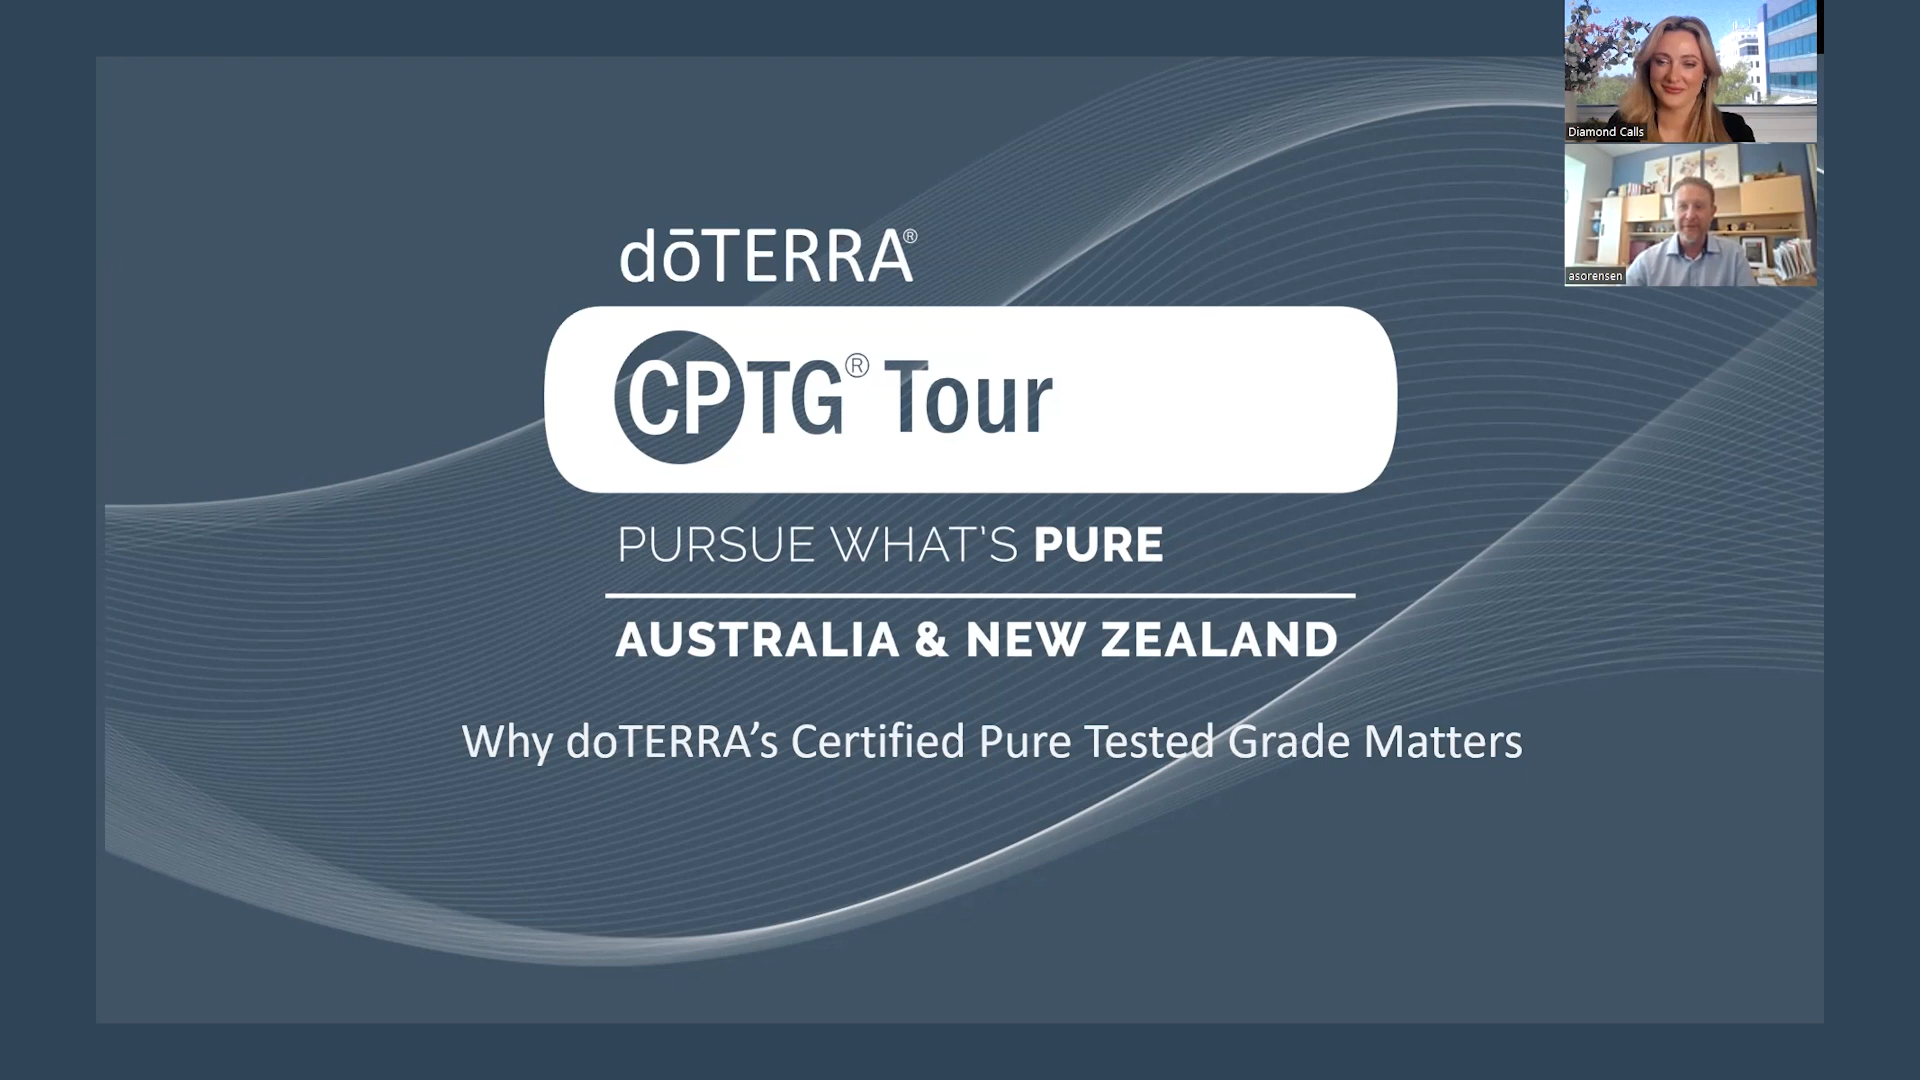 dōTERRA®
CPTG® Tour
PURSUE WHAT'S PURE
AUSTRALIA & NEW ZEALAND
Why doTERRA’s Certified Pure Tested Grade Matters
Diamond Calls
asorensen